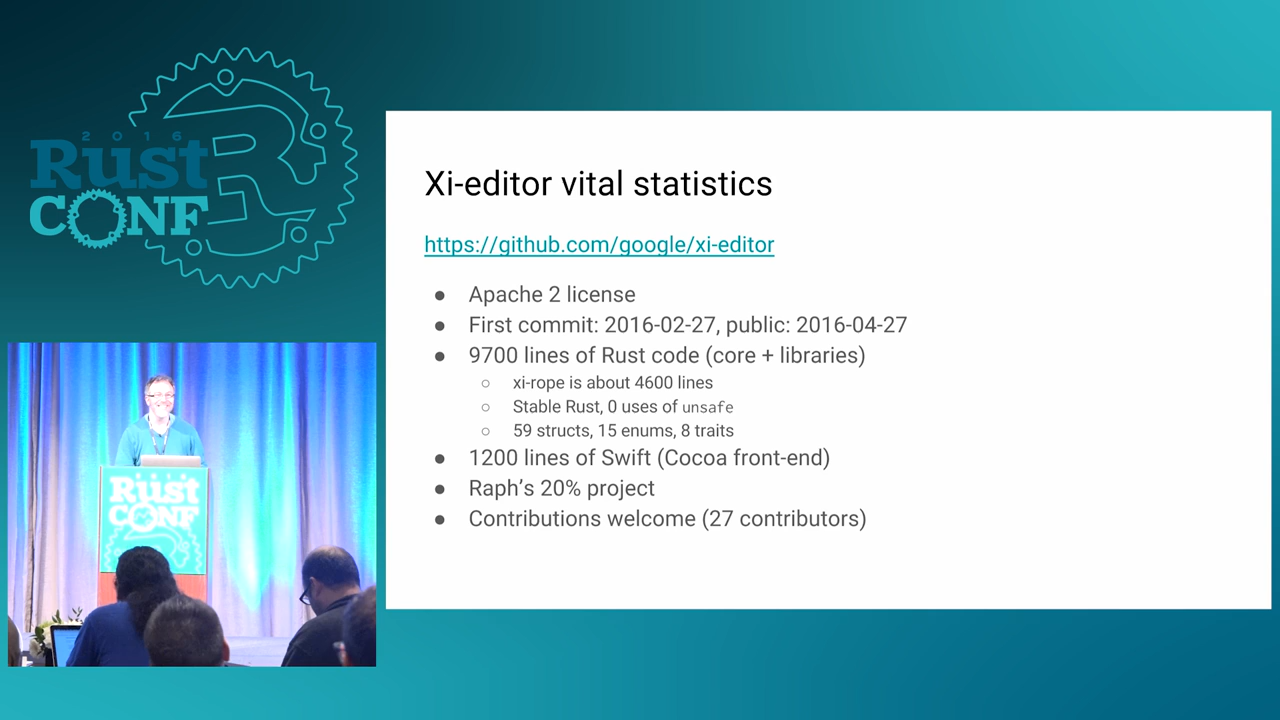 2016
Rust
CONF
Xi-editor vital statistics
https://github.com/google/xi-editor
● Apache 2 license
● First commit: 2016-02-27, public: 2016-04-27
● 9700 lines of Rust code (core + libraries)
○ xi-rope is about 4600 lines
○ Stable Rust, 0 uses of unsafe
○ 59 structs, 15 enums, 8 traits
● 1200 lines of Swift (Cocoa front-end)
● Raph's 20% project
● Contributions welcome (27 contributors)
2016
Rust
CONF